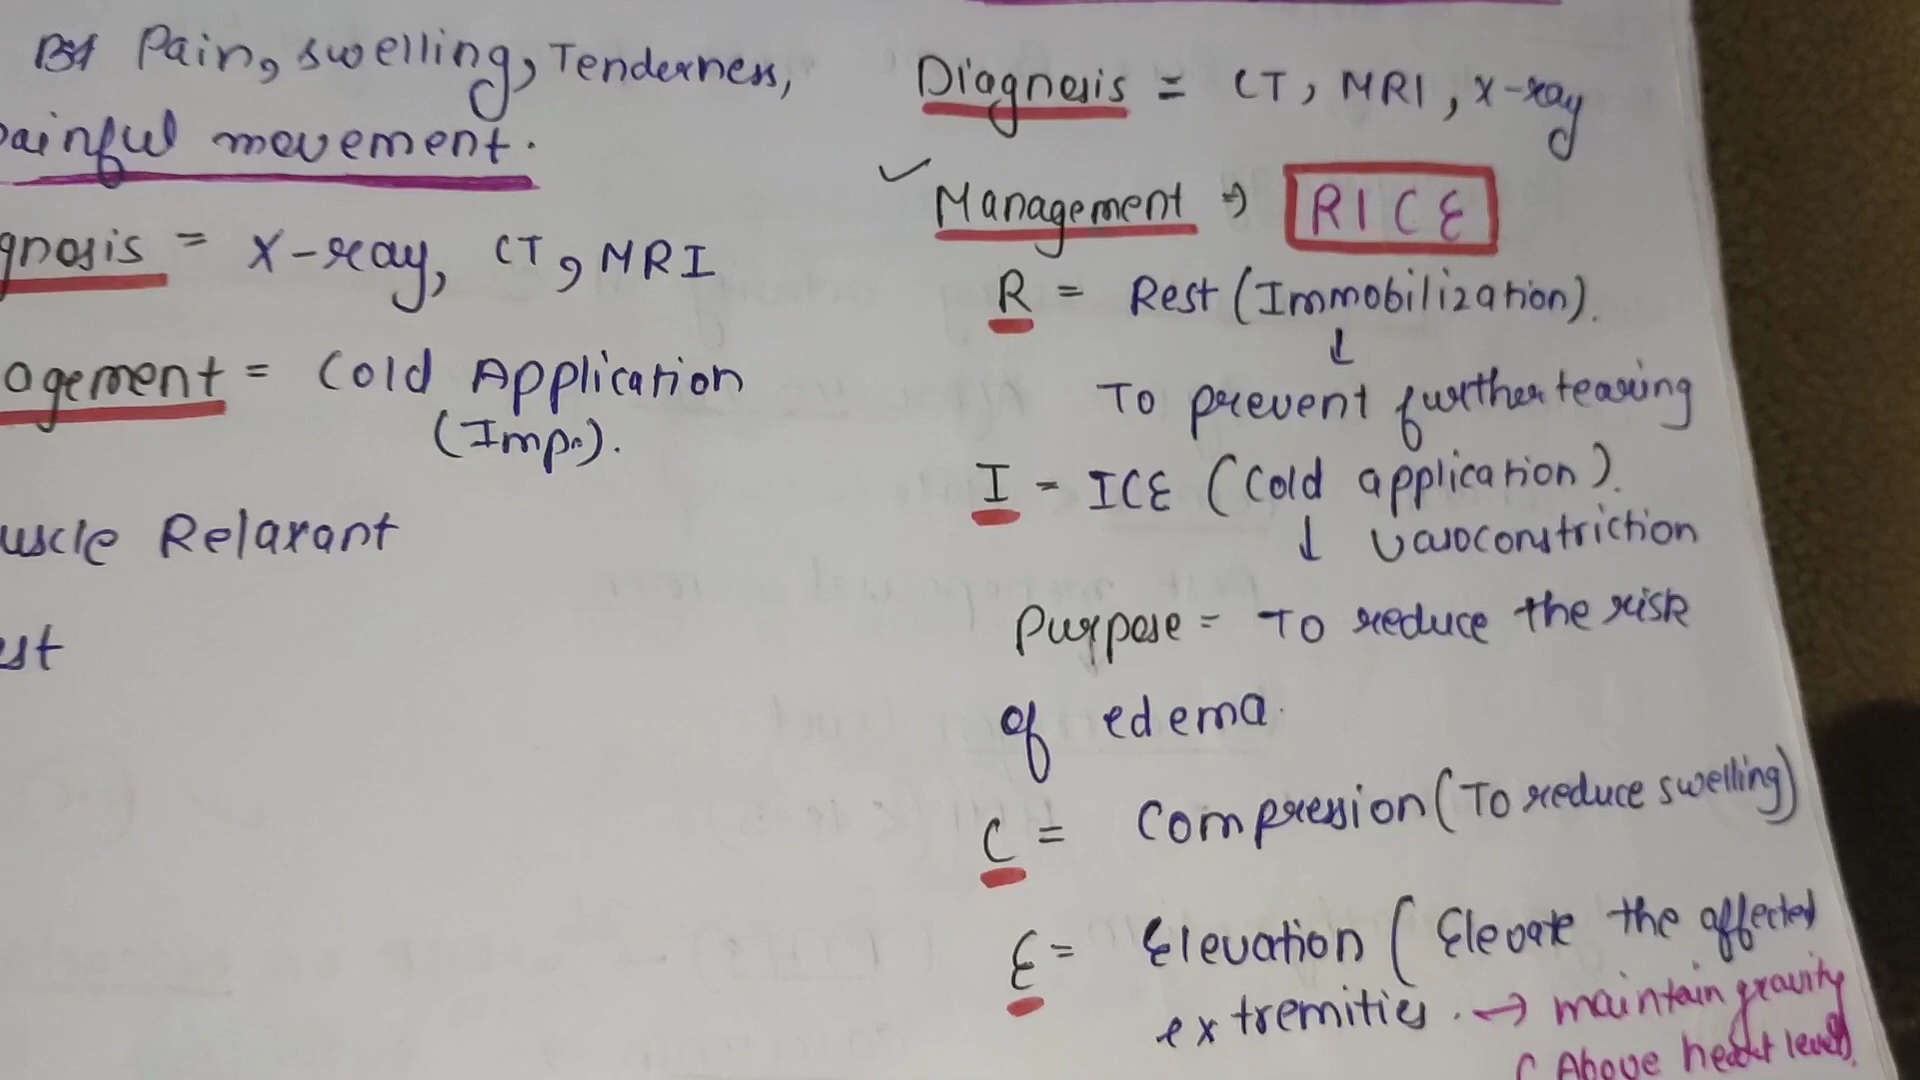 Pain, swelling, Tenderness,
ainful movement.
gnosis = X-ray, CT, MRI
agement = Cold Application
(Imp.).
uscle Relaxant
st
Diagnosis = CT, MRI, X-ray
✓ Management → RICE
R = Rest (Immobilization).
↓
To prevent further tearing
I - ICE (Cold application).
↓ vasoconstriction
Purpose = To reduce the risk
of edema.
C = Compression (To reduce swelling)
E = Elevation ( Elevate the affected
extremities. → maintain gravity
( Above heart level).